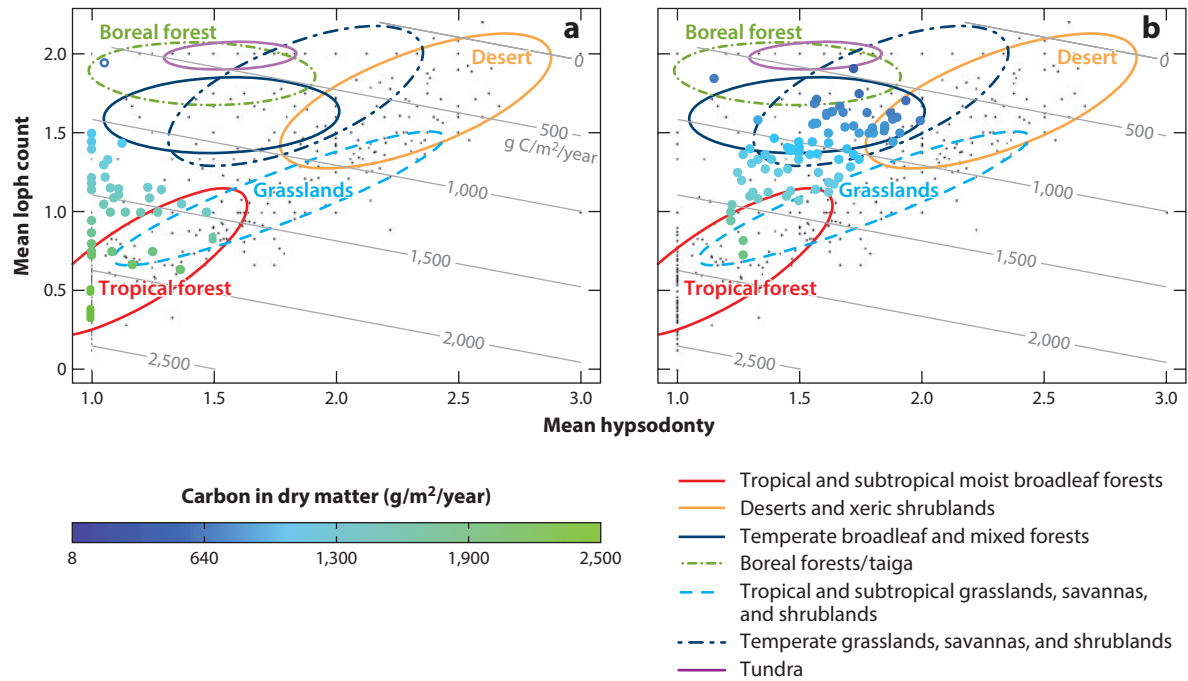 a
Boreal forest
Desert
0
500
g C/m²/year
1,000
Grasslands
1,500
Tropical forest
2,000
2,500
2.0
1.5
1.0
0.5
0
Mean loph count
1.0
1.5
2.0
2.5
3.0
b
Boreal forest
Desert
0
500
1,000
Grasslands
1,500
Tropical forest
2,000
2,500
1.0
1.5
2.0
2.5
3.0
Mean hypsodonty
Carbon in dry matter (g/m²/year)
8
640
1,300
1,900
2,500
Tropical and subtropical moist broadleaf forests
Deserts and xeric shrublands
Temperate broadleaf and mixed forests
Boreal forests/taiga
Tropical and subtropical grasslands, savannas,
and shrublands
Temperate grasslands, savannas, and shrublands
Tundra